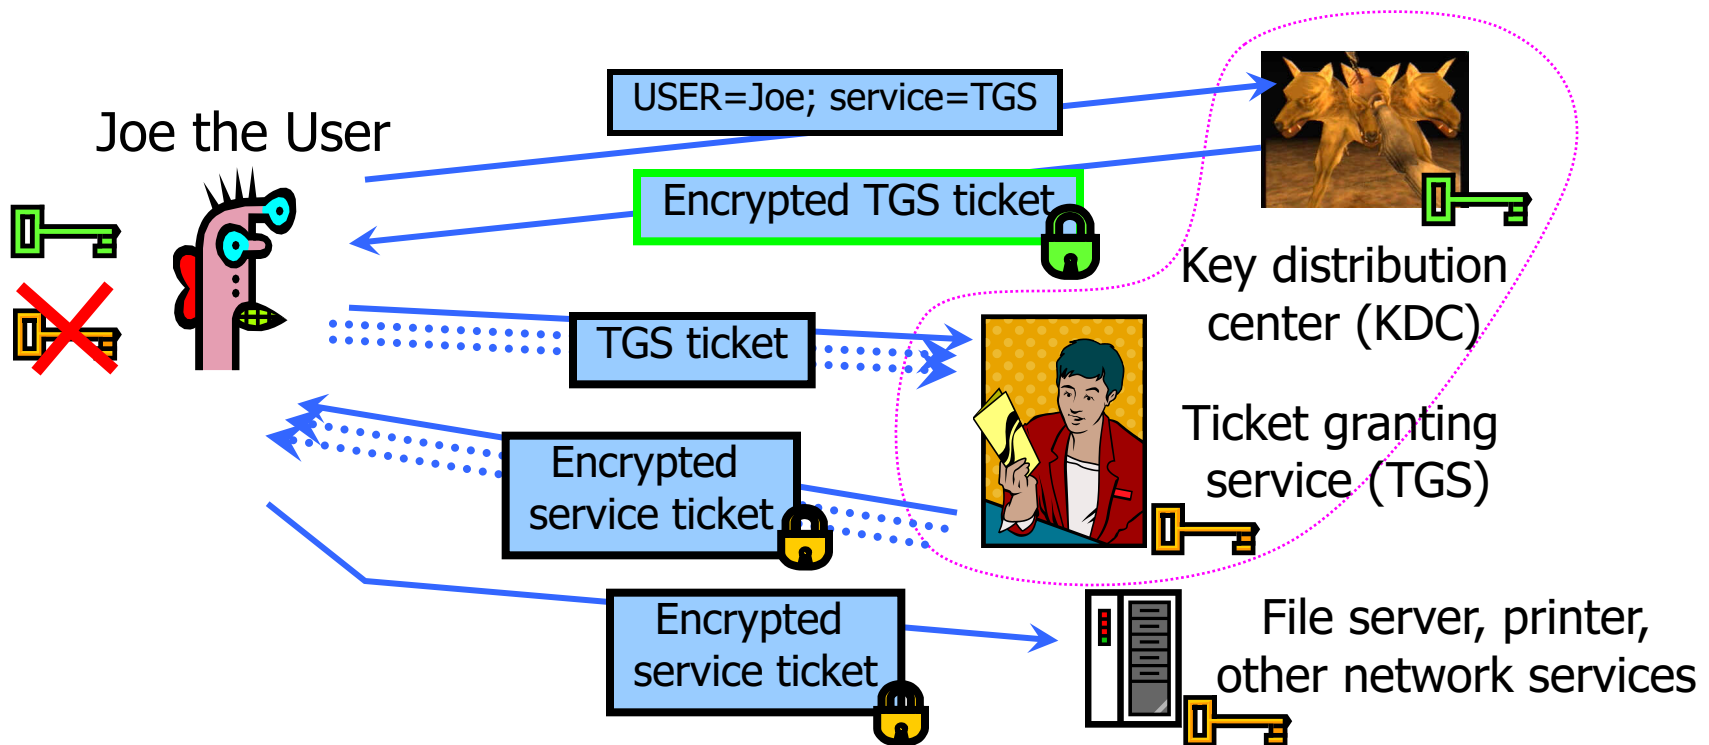 USER=Joe; service=TGS
Joe the User
Encrypted TGS ticket
Key distribution
center (KDC)
TGS ticket
Ticket granting
service (TGS)
Encrypted
service ticket
Encrypted
service ticket
File server, printer,
other network services